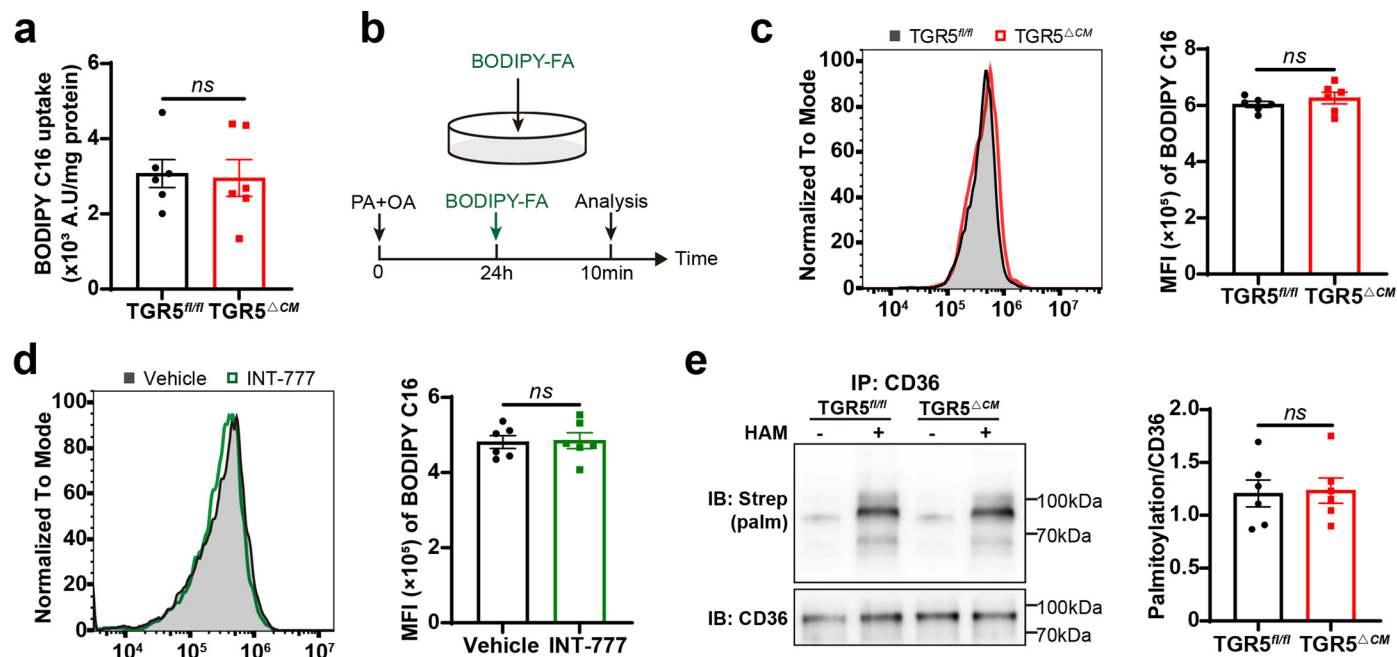 a
BODIPY C16 uptake
(x10³ A.U/mg protein)
6
4
2
0
ns
TGR5fl/fl TGR5△CM
b
BODIPY-FA
PA+OA BODIPY-FA Analysis
0 24h 10min Time
c
TGR5fl/fl TGR5△CM
Normalized To Mode
100
80
60
40
20
0
10⁴ 10⁵ 10⁶ 10⁷
MFI (×10⁵) of BODIPY C16
8
6
4
2
0
ns
TGR5fl/fl TGR5△CM
d
Vehicle INT-777
Normalized To Mode
100
80
60
40
20
0
10⁴ 10⁵ 10⁶ 10⁷
MFI (×10⁵) of BODIPY C16
6
4
2
0
ns
Vehicle INT-777
e
IP: CD36
TGR5fl/fl TGR5△CM
HAM - + - +
IB: Strep
(palm)
100kDa
70kDa
IB: CD36
100kDa
70kDa
Palmitoylation/CD36
2.0
1.5
1.0
0.5
0
ns
TGR5fl/fl TGR5△CM